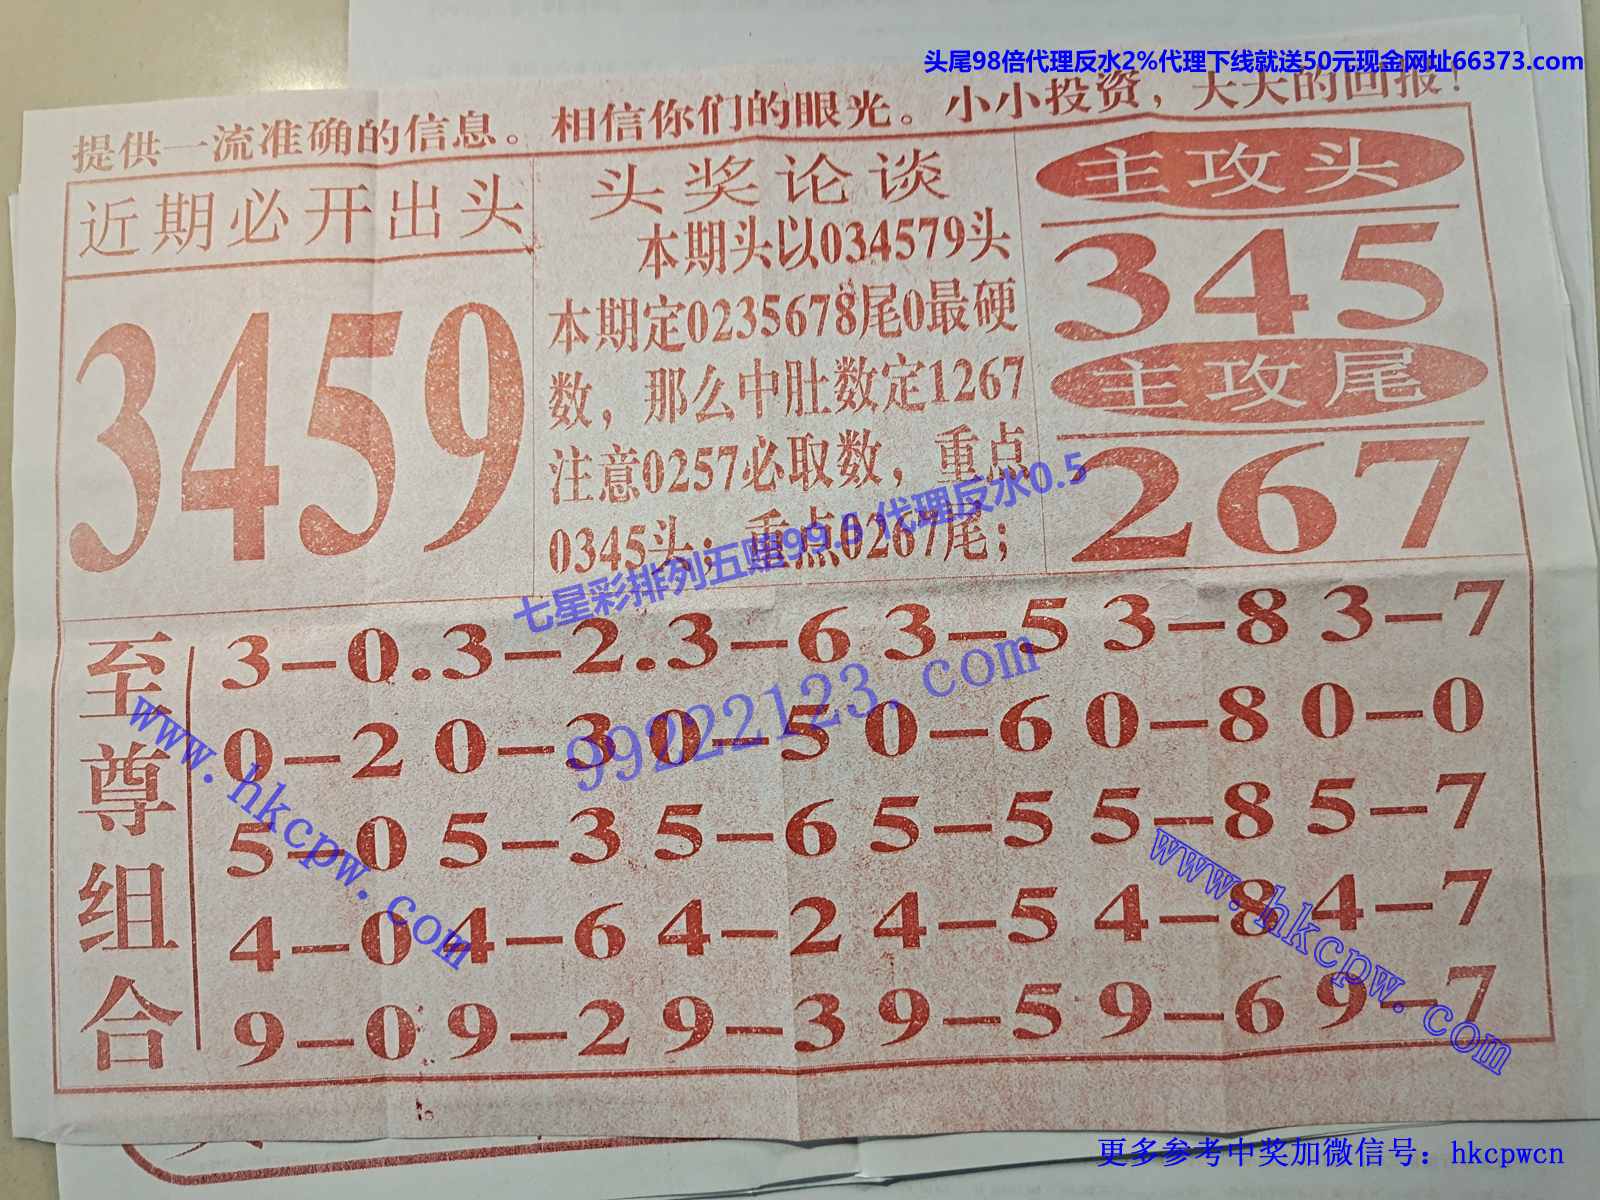 头尾98倍代理反水2%代理下线就送50元现金网址66373.com
提供一流准确的信息。相信你们的眼光。小小投资，大大的回报！
近期必开出头
3459
头奖论谈
本期头以034579头
本期定0235678尾0最硬
数，那么中肚数定1267
注意0257必取数，重点
0345头；重点0267尾；
主攻头
345
主攻尾
267
七星彩排列五赔99.5 代理反水0.5
99222123.com
至尊组合
3-0.3-2.3-6 3-5 3-8 3-7
0-2 0-3 0-5 0-6 0-8 0-0
5-0 5-3 5-6 5-5 5-8 5-7
4-0 4-6 4-2 4-5 4-8 4-7
9-0 9-2 9-3 9-5 9-6 9-7
www.hkcpw.com
www.hkcpw.com
更多参考中奖加微信号：hkcpwcn